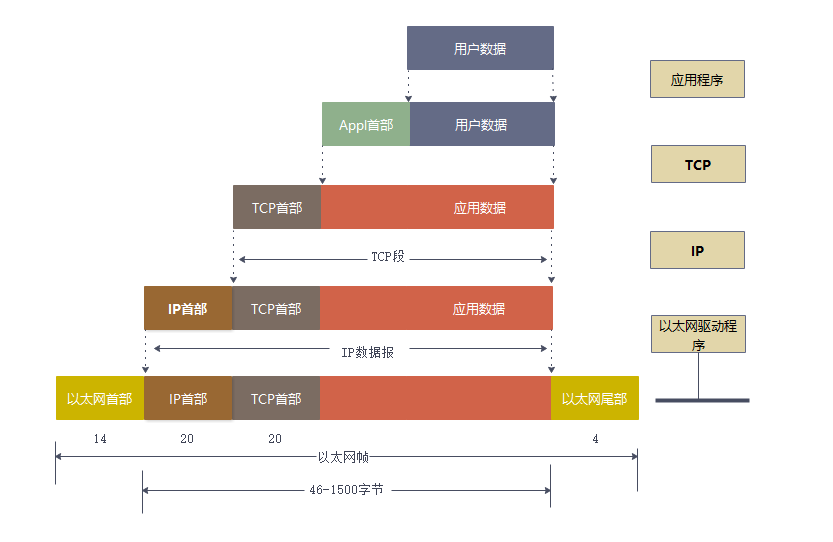 用户数据
应用程序
Appl首部
用户数据
TCP
TCP首部
应用数据
IP
TCP段
IP首部
TCP首部
应用数据
以太网驱动程
序
IP数据报
以太网首部
IP首部
TCP首部
以太网尾部
14
20
20
4
以太网帧
46-1500字节